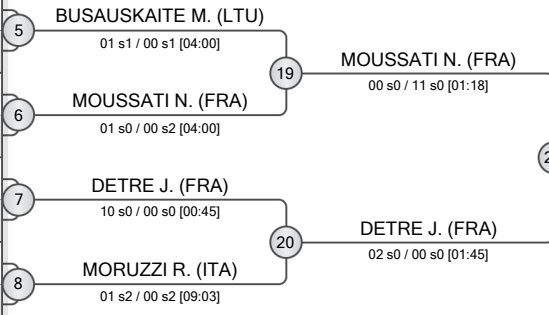 BUSAUSKAITE M. (LTU)
5
01 s1 / 00 s1 [04:00]
19
MOUSSATI N. (FRA)
00 s0 / 11 s0 [01:18]
MOUSSATI N. (FRA)
6
01 s0 / 00 s2 [04:00]
DETRE J. (FRA)
7
10 s0 / 00 s0 [00:45]
20
DETRE J. (FRA)
02 s0 / 00 s0 [01:45]
MORUZZI R. (ITA)
8
01 s2 / 00 s2 [09:03]